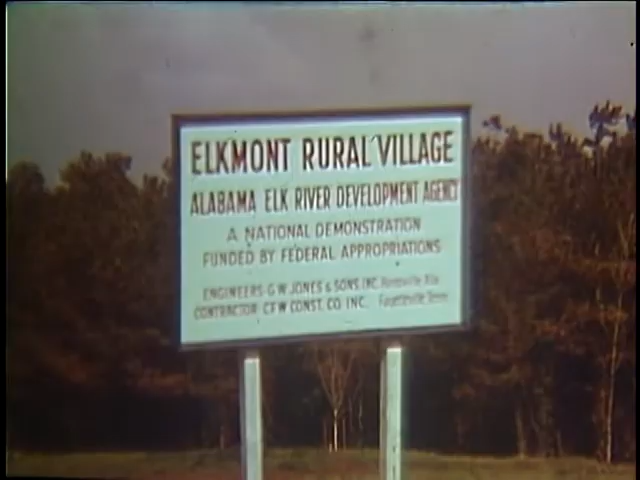 ELKMONT RURAL VILLAGE
ALABAMA ELK RIVER DEVELOPMENT AGENCY
A NATIONAL DEMONSTRATION
FUNDED BY FEDERAL APPROPRIATIONS
ENGINEERS-G.W. JONES & SONS, INC. Huntsville, Ala.
CONTRACTOR-C.F.W. CONST. CO. INC. Fayetteville, Tenn.